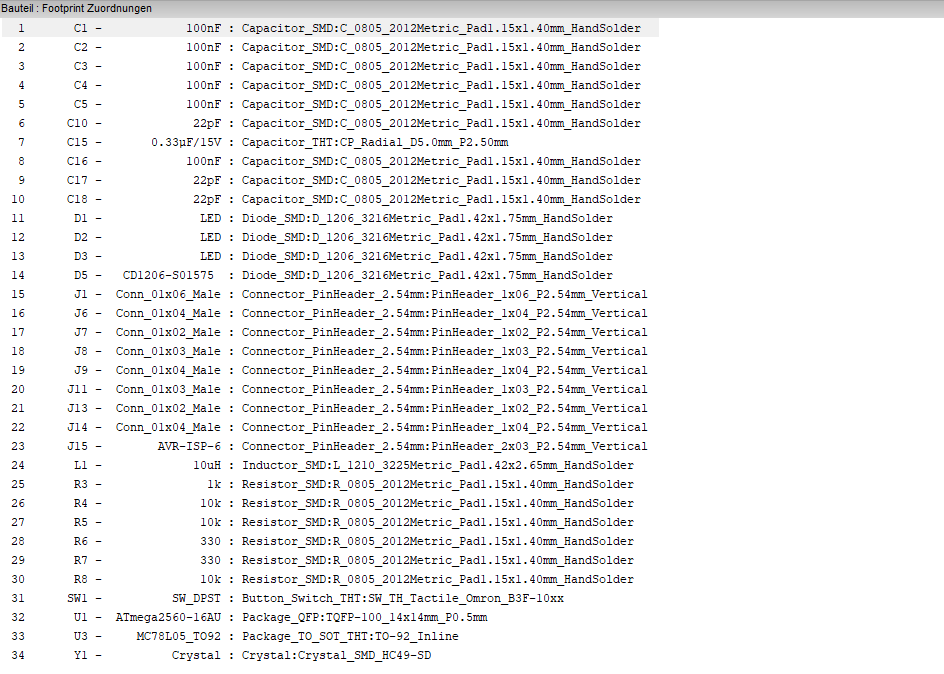 Bauteil : Footprint Zuordnungen
1 C1 - 100nF : Capacitor_SMD:C_0805_2012Metric_Pad1.15x1.40mm_HandSolder
2 C2 - 100nF : Capacitor_SMD:C_0805_2012Metric_Pad1.15x1.40mm_HandSolder
3 C3 - 100nF : Capacitor_SMD:C_0805_2012Metric_Pad1.15x1.40mm_HandSolder
4 C4 - 100nF : Capacitor_SMD:C_0805_2012Metric_Pad1.15x1.40mm_HandSolder
5 C5 - 100nF : Capacitor_SMD:C_0805_2012Metric_Pad1.15x1.40mm_HandSolder
6 C10 - 22pF : Capacitor_SMD:C_0805_2012Metric_Pad1.15x1.40mm_HandSolder
7 C15 - 0.33µF/15V : Capacitor_THT:CP_Radial_D5.0mm_P2.50mm
8 C16 - 100nF : Capacitor_SMD:C_0805_2012Metric_Pad1.15x1.40mm_HandSolder
9 C17 - 22pF : Capacitor_SMD:C_0805_2012Metric_Pad1.15x1.40mm_HandSolder
10 C18 - 22pF : Capacitor_SMD:C_0805_2012Metric_Pad1.15x1.40mm_HandSolder
11 D1 - LED : Diode_SMD:D_1206_3216Metric_Pad1.42x1.75mm_HandSolder
12 D2 - LED : Diode_SMD:D_1206_3216Metric_Pad1.42x1.75mm_HandSolder
13 D3 - LED : Diode_SMD:D_1206_3216Metric_Pad1.42x1.75mm_HandSolder
14 D5 - CD1206-S01575 : Diode_SMD:D_1206_3216Metric_Pad1.42x1.75mm_HandSolder
15 J1 - Conn_01x06_Male : Connector_PinHeader_2.54mm:PinHeader_1x06_P2.54mm_Vertical
16 J6 - Conn_01x04_Male : Connector_PinHeader_2.54mm:PinHeader_1x04_P2.54mm_Vertical
17 J7 - Conn_01x02_Male : Connector_PinHeader_2.54mm:PinHeader_1x02_P2.54mm_Vertical
18 J8 - Conn_01x03_Male : Connector_PinHeader_2.54mm:PinHeader_1x03_P2.54mm_Vertical
19 J9 - Conn_01x04_Male : Connector_PinHeader_2.54mm:PinHeader_1x04_P2.54mm_Vertical
20 J11 - Conn_01x03_Male : Connector_PinHeader_2.54mm:PinHeader_1x03_P2.54mm_Vertical
21 J13 - Conn_01x02_Male : Connector_PinHeader_2.54mm:PinHeader_1x02_P2.54mm_Vertical
22 J14 - Conn_01x04_Male : Connector_PinHeader_2.54mm:PinHeader_1x04_P2.54mm_Vertical
23 J15 - AVR-ISP-6 : Connector_PinHeader_2.54mm:PinHeader_2x03_P2.54mm_Vertical
24 L1 - 10uH : Inductor_SMD:L_1210_3225Metric_Pad1.42x2.65mm_HandSolder
25 R3 - 1k : Resistor_SMD:R_0805_2012Metric_Pad1.15x1.40mm_HandSolder
26 R4 - 10k : Resistor_SMD:R_0805_2012Metric_Pad1.15x1.40mm_HandSolder
27 R5 - 10k : Resistor_SMD:R_0805_2012Metric_Pad1.15x1.40mm_HandSolder
28 R6 - 330 : Resistor_SMD:R_0805_2012Metric_Pad1.15x1.40mm_HandSolder
29 R7 - 330 : Resistor_SMD:R_0805_2012Metric_Pad1.15x1.40mm_HandSolder
30 R8 - 10k : Resistor_SMD:R_0805_2012Metric_Pad1.15x1.40mm_HandSolder
31 SW1 - SW_DPST : Button_Switch_THT:SW_TH_Tactile_Omron_B3F-10xx
32 U1 - ATmega2560-16AU : Package_QFP:TQFP-100_14x14mm_P0.5mm
33 U3 - MC78L05_TO92 : Package_TO_SOT_THT:TO-92_Inline
34 Y1 - Crystal : Crystal:Crystal_SMD_HC49-SD